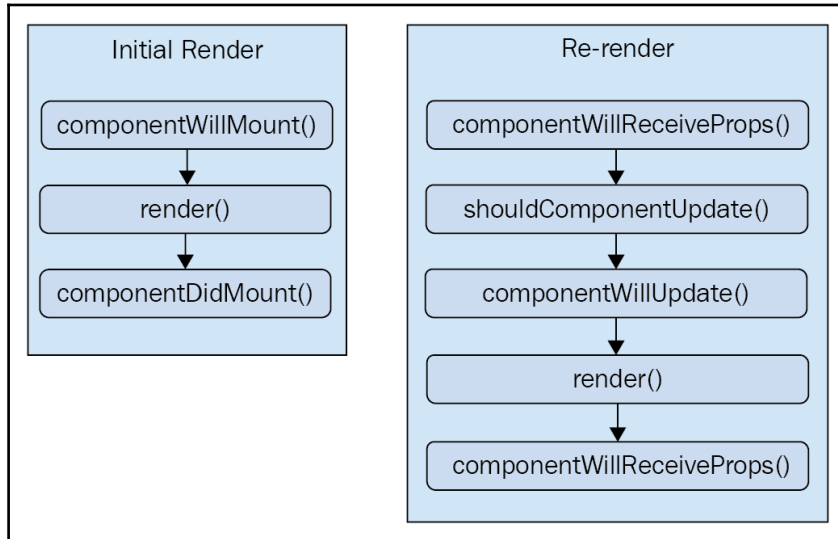 Initial Render
componentWillMount()
render()
componentDidMount()
Re-render
componentWillReceiveProps()
shouldComponentUpdate()
componentWillUpdate()
render()
componentWillReceiveProps()